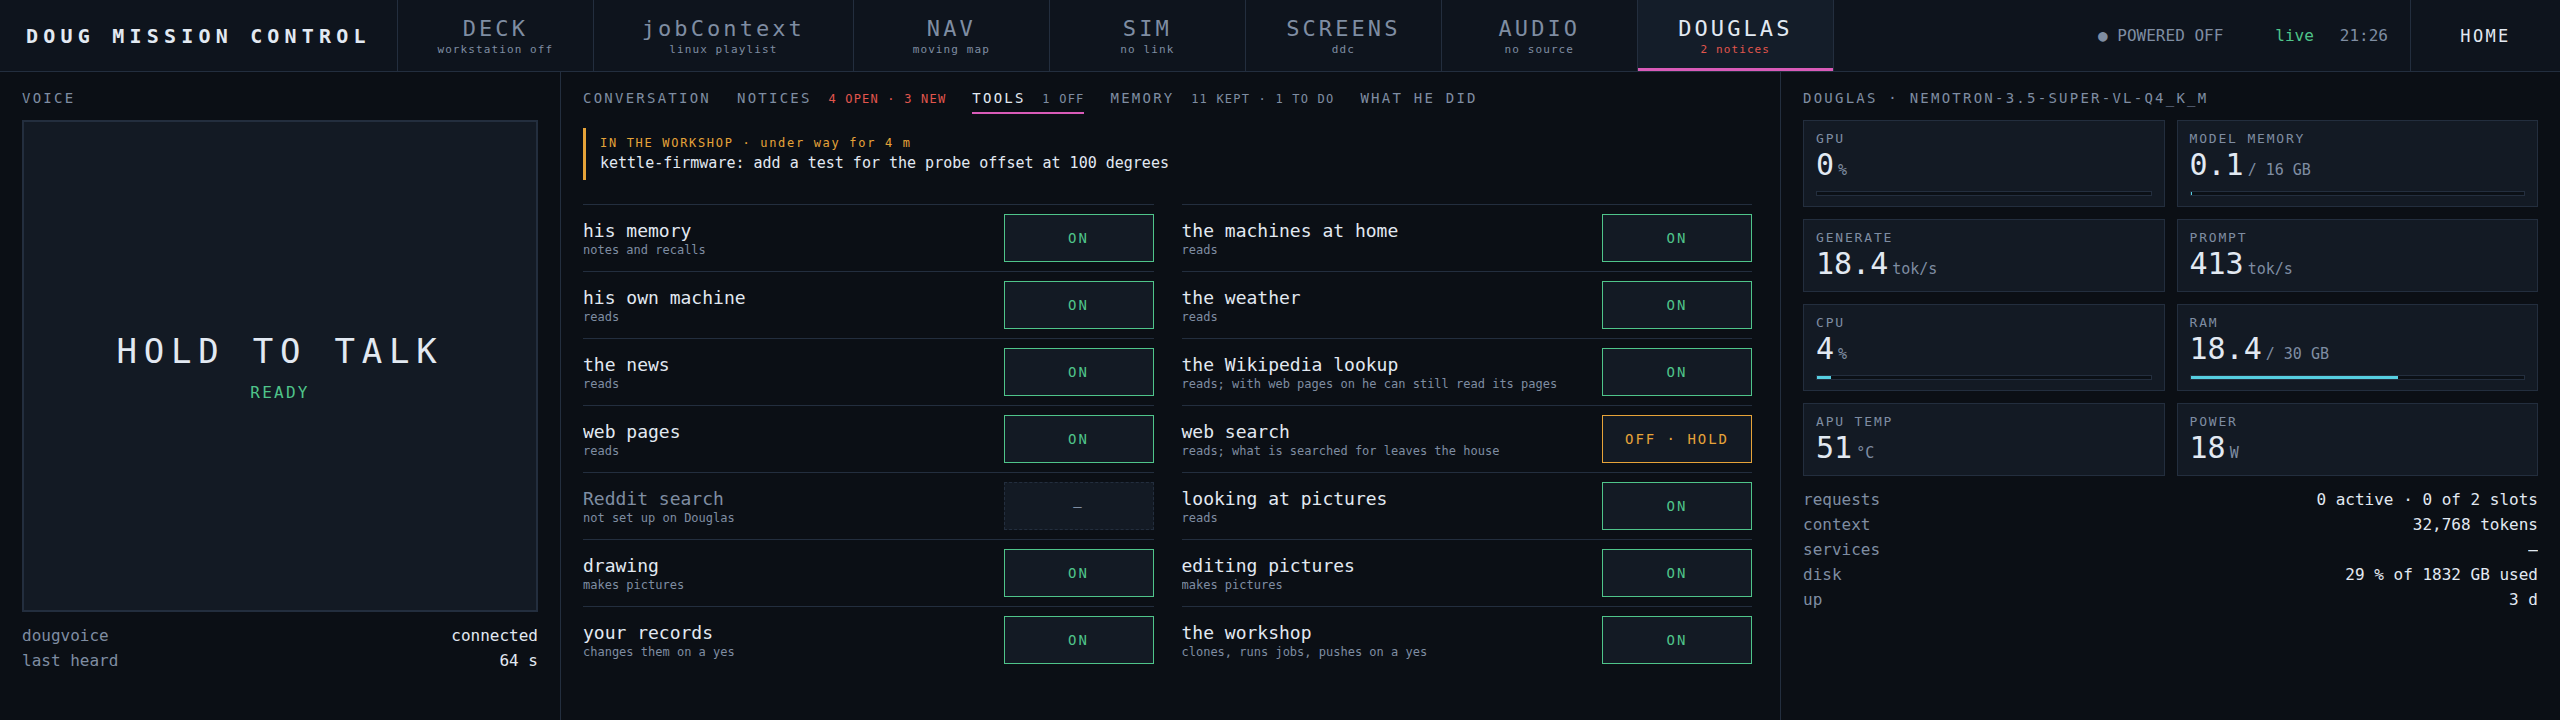 DOUG MISSION CONTROL
DECK
workstation off
jobContext
linux playlist
NAV
moving map
SIM
no link
SCREENS
ddc
AUDIO
no source
DOUGLAS
2 notices
● POWERED OFF
live
21:26
HOME
VOICE
HOLD TO TALK
READY
dougvoice connected
last heard 64 s
CONVERSATION
NOTICES 4 OPEN · 3 NEW
TOOLS 1 OFF
MEMORY 11 KEPT · 1 TO DO
WHAT HE DID
IN THE WORKSHOP · under way for 4 m
kettle-firmware: add a test for the probe offset at 100 degrees
his memory
notes and recalls
ON
the machines at home
reads
ON
his own machine
reads
ON
the weather
reads
ON
the news
reads
ON
the Wikipedia lookup
reads; with web pages on he can still read its pages
ON
web pages
reads
ON
web search
reads; what is searched for leaves the house
OFF · HOLD
Reddit search
not set up on Douglas
—
looking at pictures
reads
ON
drawing
makes pictures
ON
editing pictures
makes pictures
ON
your records
changes them on a yes
ON
the workshop
clones, runs jobs, pushes on a yes
ON
DOUGLAS · NEMOTRON-3.5-SUPER-VL-Q4_K_M
GPU
0 %
MODEL MEMORY
0.1 / 16 GB
GENERATE
18.4 tok/s
PROMPT
413 tok/s
CPU
4 %
RAM
18.4 / 30 GB
APU TEMP
51 °C
POWER
18 W
requests 0 active · 0 of 2 slots
context 32,768 tokens
services —
disk 29 % of 1832 GB used
up 3 d